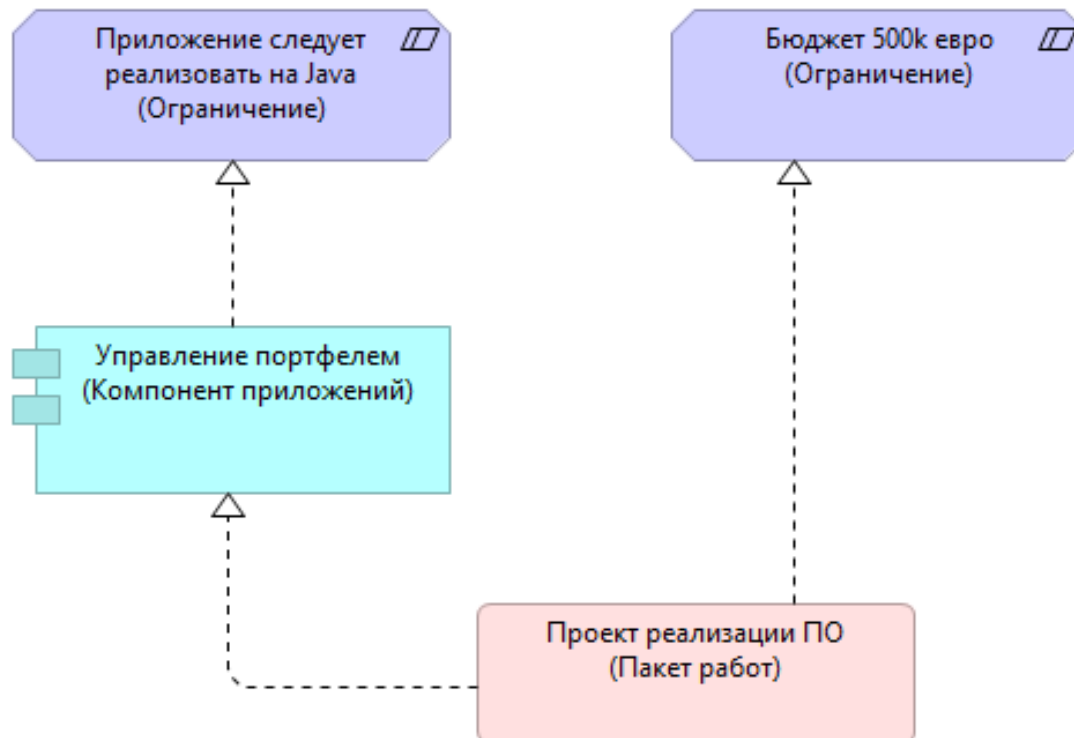 Приложение следует
реализовать на Java
(Ограничение)
Бюджет 500k евро
(Ограничение)
Управление портфелем
(Компонент приложений)
Проект реализации ПО
(Пакет работ)